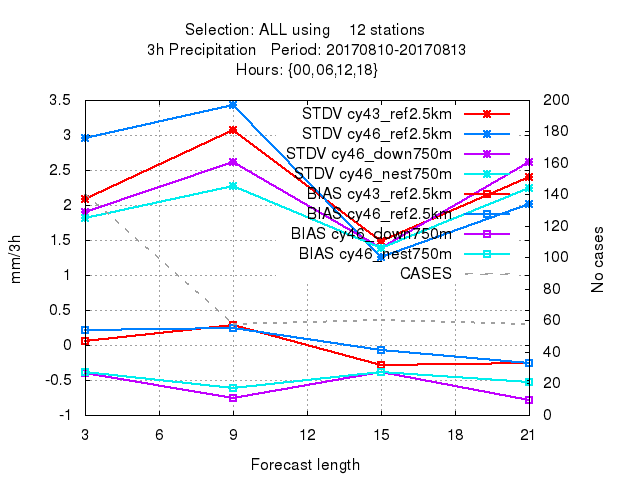 Selection: ALL using 12 stations
3h Precipitation Period: 20170810-20170813
Hours: {00,06,12,18}
3.5
3
2.5
2
1.5
1
0.5
0
-0.5
-1
mm/3h
STDV cy43_ref2.5km
STDV cy46_ref2.5km
STDV cy46_down750m
STDV cy46_nest750m
BIAS cy43_ref2.5km
BIAS cy46_ref2.5km
BIAS cy46_down750m
BIAS cy46_nest750m
CASES
200
180
160
140
120
100
80
60
40
20
0
No cases
3 6 9 12 15 18 21
Forecast length